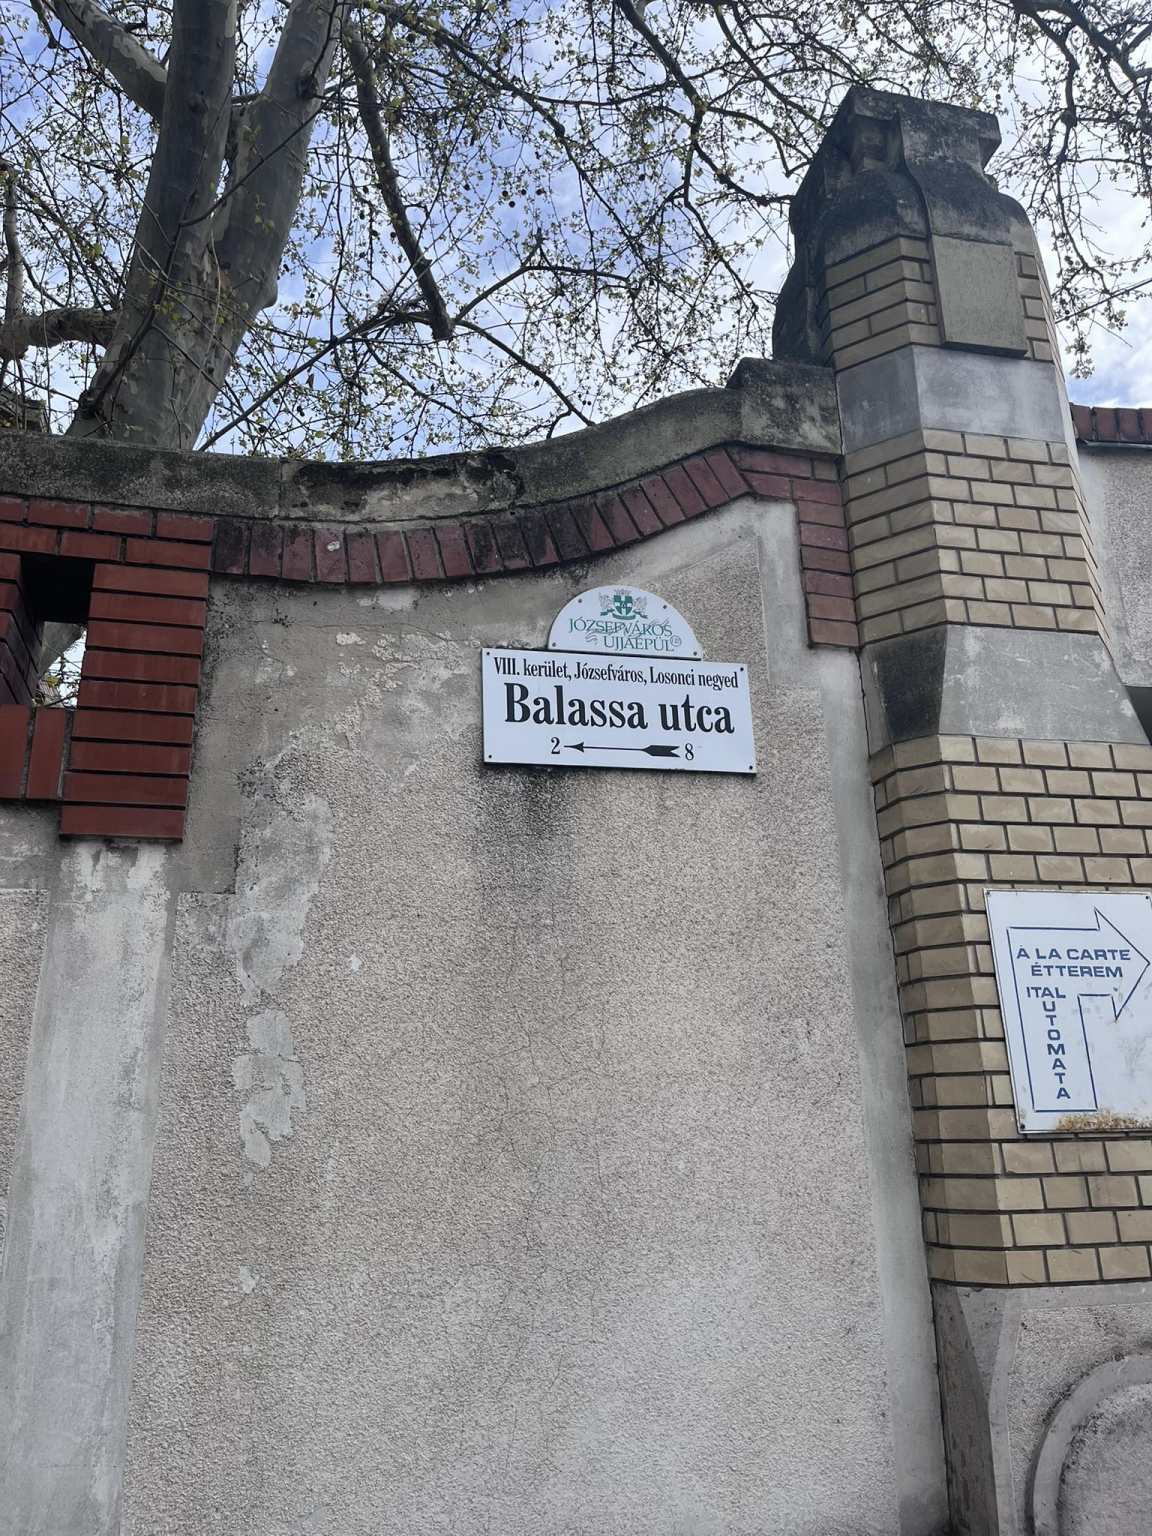 JÓZSEFVÁROS
ÚJJÁÉPÜL
VIII. kerület, Józsefváros, Losonci negyed
Balassa utca
2 8
À LA CARTE
ÉTTEREM
ITAL
AUTOMATA